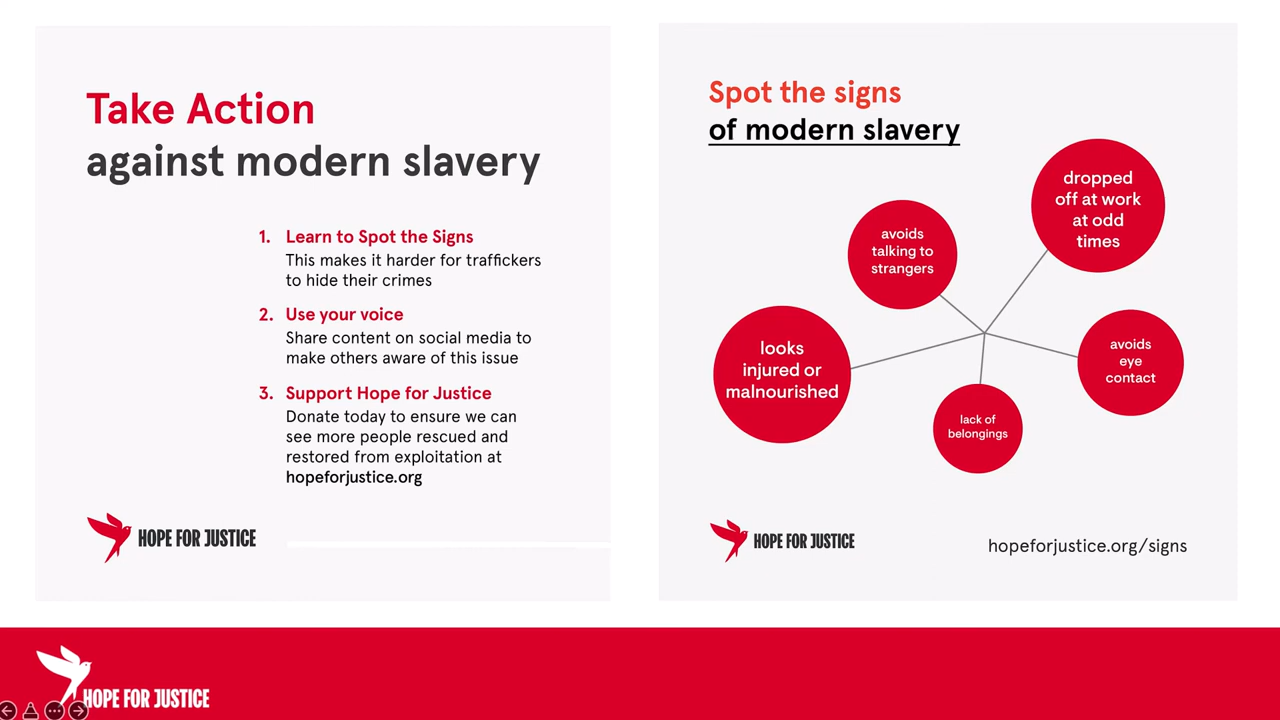 Take Action
against modern slavery
1. Learn to Spot the Signs
This makes it harder for traffickers
to hide their crimes
2. Use your voice
Share content on social media to
make others aware of this issue
3. Support Hope for Justice
Donate today to ensure we can
see more people rescued and
restored from exploitation at
hopeforjustice.org
HOPE FOR JUSTICE
Spot the signs
of modern slavery
dropped
off at work
at odd
times
avoids
talking to
strangers
looks
injured or
malnourished
avoids
eye
contact
lack of
belongings
HOPE FOR JUSTICE
hopeforjustice.org/signs
HOPE FOR JUSTICE